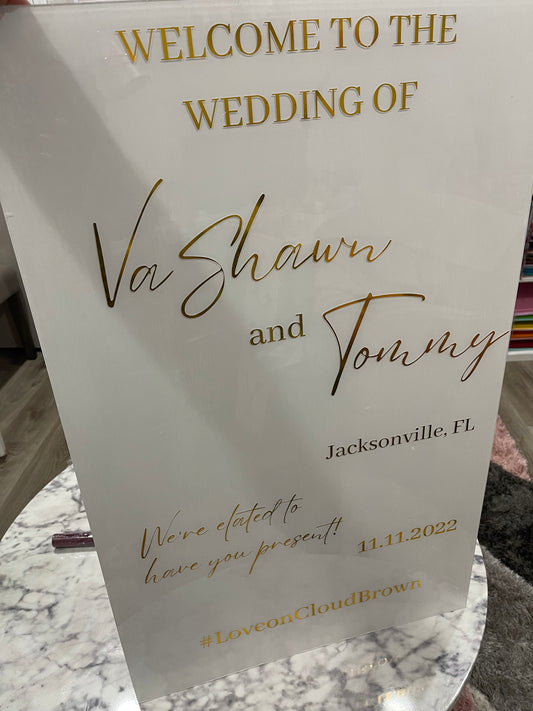 WELCOME TO THE
WEDDING OF
VaShawn
and
Tommy
Jacksonville, FL
We're elated to
have you present!
11.11.2022
#LoveonCloudBrown